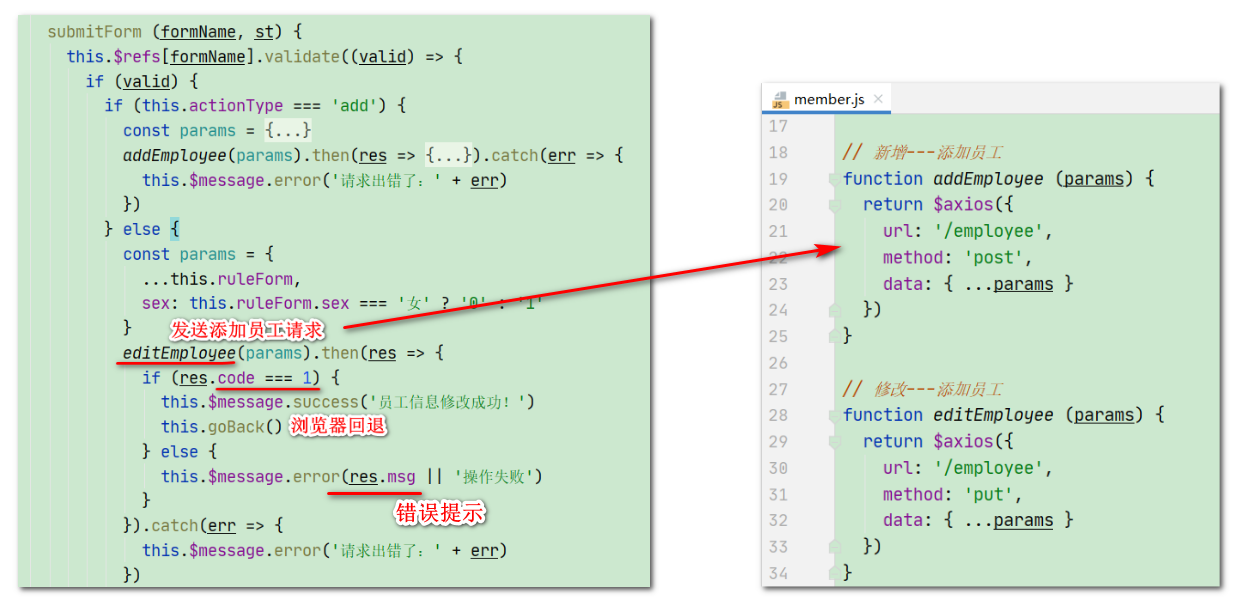 submitForm (formName, st) {
this.$refs[formName].validate((valid) => {
if (valid) {
if (this.actionType === 'add') {
const params = {...}
addEmployee(params).then(res => {...}).catch(err => {
this.$message.error('请求出错了：' + err)
})
} else {
const params = {
...this.ruleForm,
sex: this.ruleForm.sex === '女' ? '0' : '1'
}
发送添加员工请求
editEmployee(params).then(res => {
if (res.code === 1) {
this.$message.success('员工信息修改成功！')
this.goBack() 浏览器回退
} else {
this.$message.error(res.msg || '操作失败')
}
错误提示
}).catch(err => {
this.$message.error('请求出错了：' + err)
})
JS member.js ×
17
18 // 新增---添加员工
19 function addEmployee (params) {
20 return $axios({
21 url: '/employee',
22 method: 'post',
23 data: { ...params }
24 })
25 }
26
27 // 修改---添加员工
28 function editEmployee (params) {
29 return $axios({
30 url: '/employee',
31 method: 'put',
32 data: { ...params }
33 })
34 }